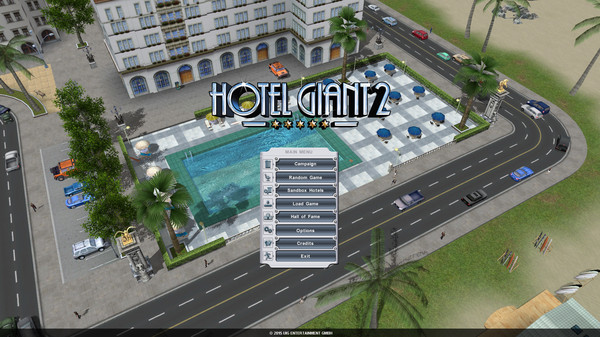 HOTEL GIANT 2
MAIN MENU
Campaign
Random Game
Sandbox Hotels
Load Game
Hall of Fame
Options
Credits
Exit
© 2015 UIG ENTERTAINMENT GMBH